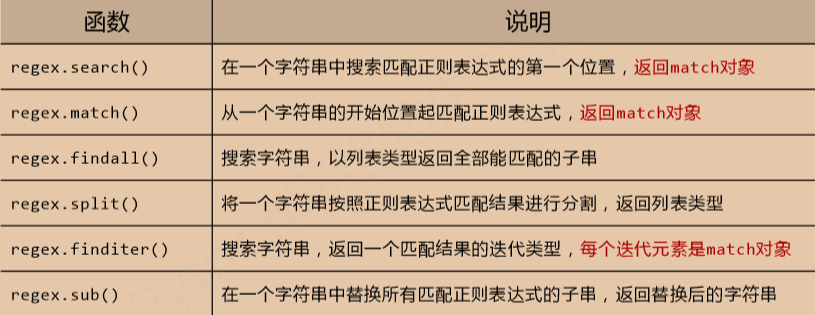 函数 说明
regex.search() 在一个字符串中搜索匹配正则表达式的第一个位置，返回match对象
regex.match() 从一个字符串的开始位置起匹配正则表达式，返回match对象
regex.findall() 搜索字符串，以列表类型返回全部能匹配的子串
regex.split() 将一个字符串按照正则表达式匹配结果进行分割，返回列表类型
regex.finditer() 搜索字符串，返回一个匹配结果的迭代类型，每个迭代元素是match对象
regex.sub() 在一个字符串中替换所有匹配正则表达式的子串，返回替换后的字符串